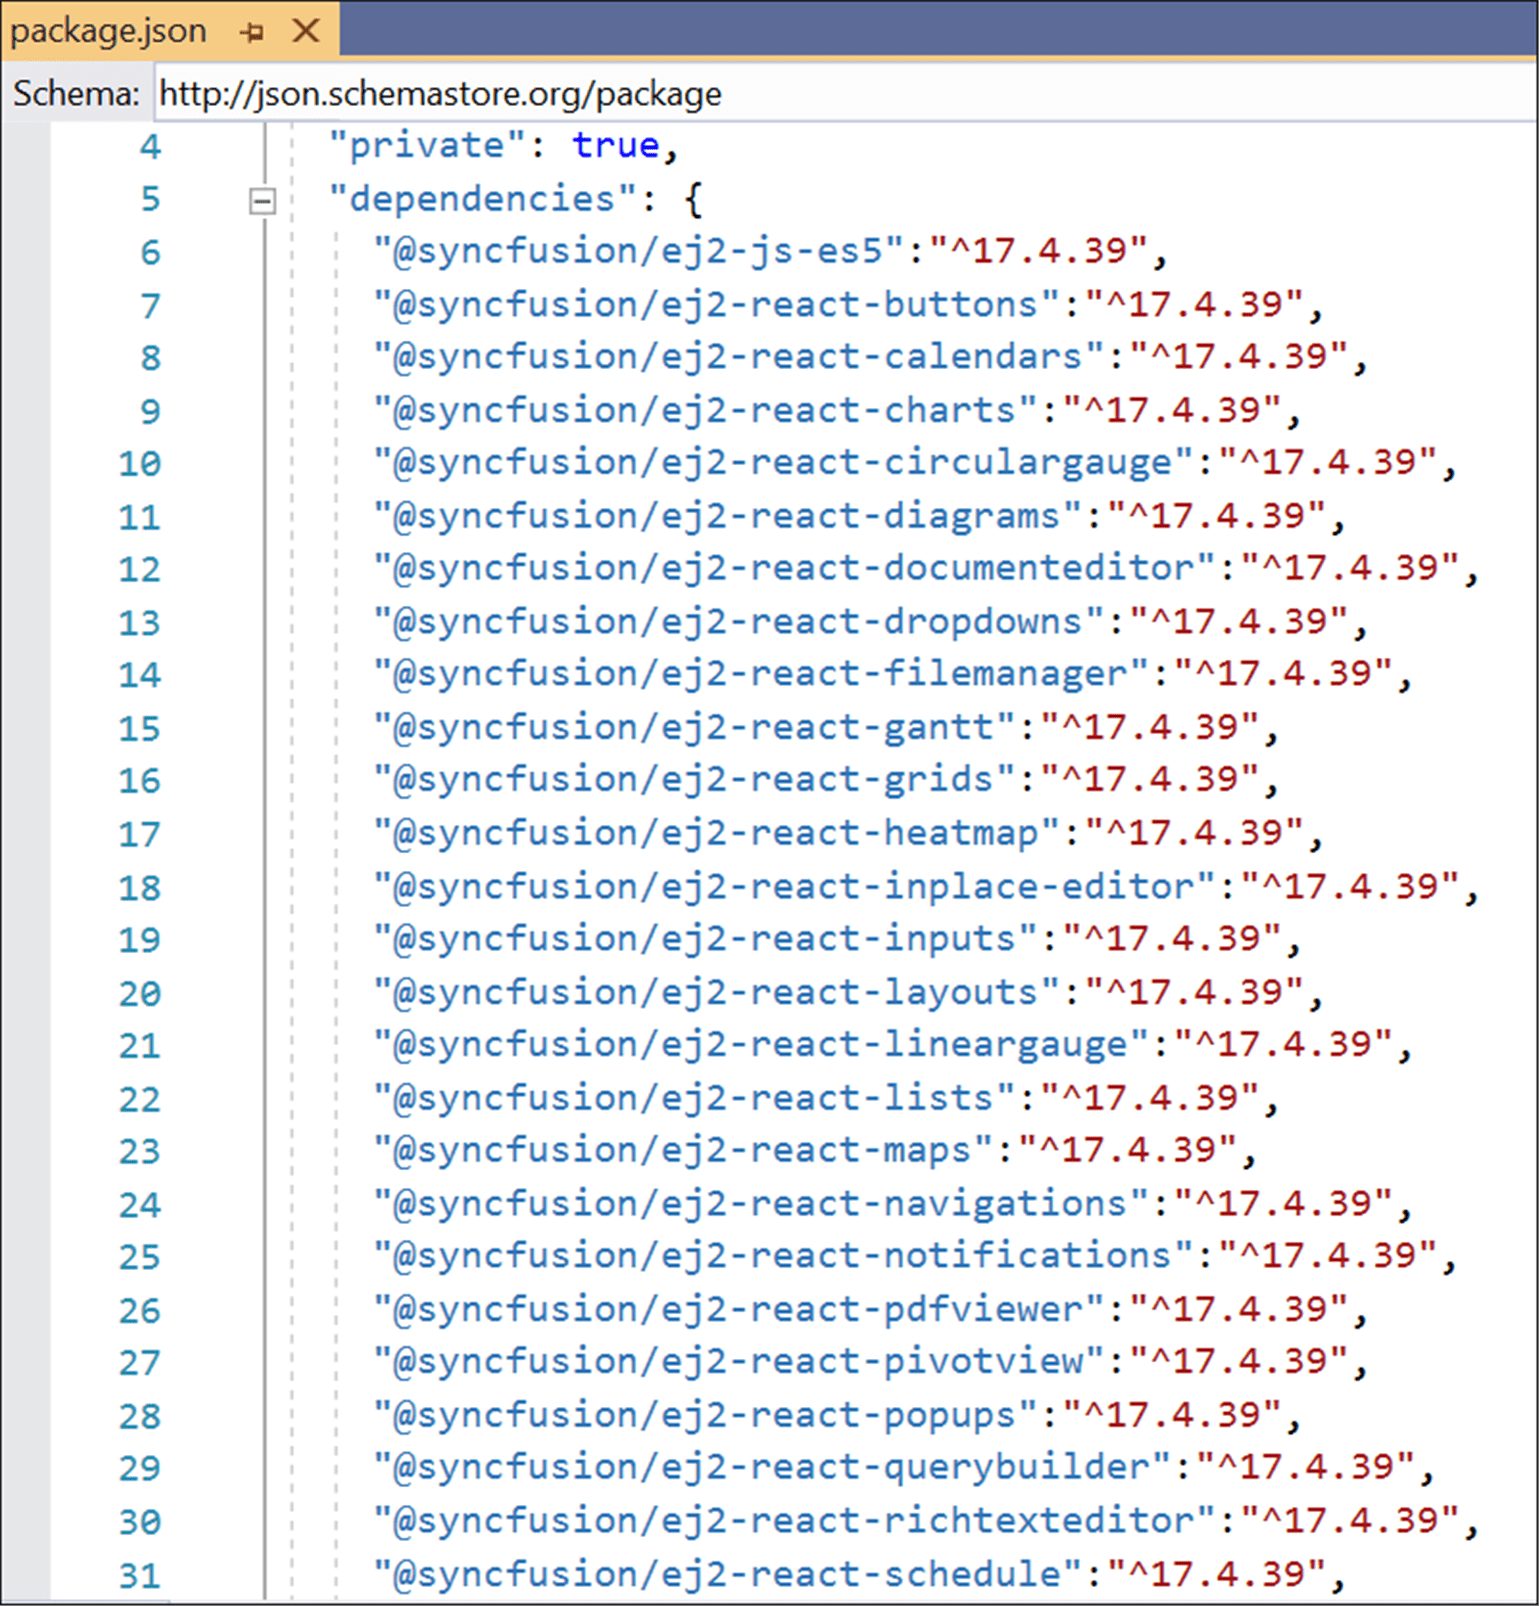 package.json
Schema: http://json.schemastore.org/package
4 "private": true,
5 "dependencies": {
6 "@syncfusion/ej2-js-es5":"^17.4.39",
7 "@syncfusion/ej2-react-buttons":"^17.4.39",
8 "@syncfusion/ej2-react-calendars":"^17.4.39",
9 "@syncfusion/ej2-react-charts":"^17.4.39",
10 "@syncfusion/ej2-react-circulargauge":"^17.4.39",
11 "@syncfusion/ej2-react-diagrams":"^17.4.39",
12 "@syncfusion/ej2-react-documenteditor":"^17.4.39",
13 "@syncfusion/ej2-react-dropdowns":"^17.4.39",
14 "@syncfusion/ej2-react-filemanager":"^17.4.39",
15 "@syncfusion/ej2-react-gantt":"^17.4.39",
16 "@syncfusion/ej2-react-grids":"^17.4.39",
17 "@syncfusion/ej2-react-heatmap":"^17.4.39",
18 "@syncfusion/ej2-react-inplace-editor":"^17.4.39",
19 "@syncfusion/ej2-react-inputs":"^17.4.39",
20 "@syncfusion/ej2-react-layouts":"^17.4.39",
21 "@syncfusion/ej2-react-lineargauge":"^17.4.39",
22 "@syncfusion/ej2-react-lists":"^17.4.39",
23 "@syncfusion/ej2-react-maps":"^17.4.39",
24 "@syncfusion/ej2-react-navigations":"^17.4.39",
25 "@syncfusion/ej2-react-notifications":"^17.4.39",
26 "@syncfusion/ej2-react-pdfviewer":"^17.4.39",
27 "@syncfusion/ej2-react-pivotview":"^17.4.39",
28 "@syncfusion/ej2-react-popups":"^17.4.39",
29 "@syncfusion/ej2-react-querybuilder":"^17.4.39",
30 "@syncfusion/ej2-react-richtexteditor":"^17.4.39",
31 "@syncfusion/ej2-react-schedule":"^17.4.39",